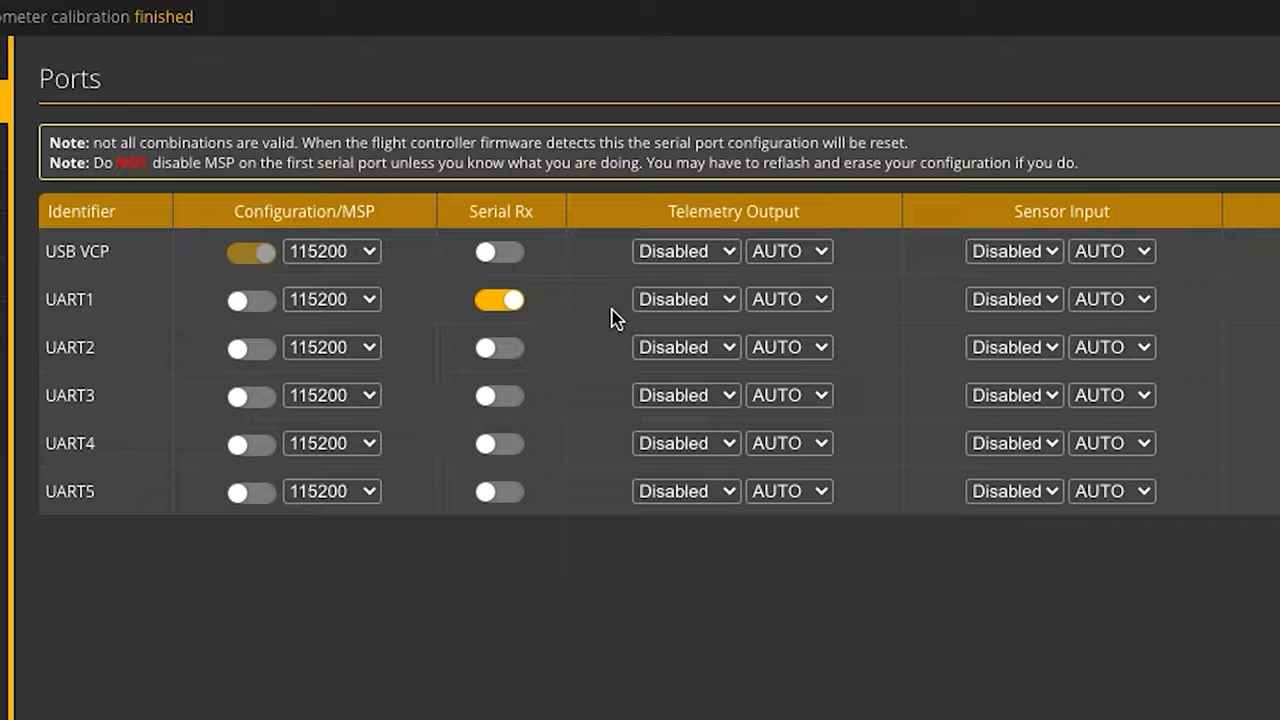 ometer calibration finished
Ports
Note: not all combinations are valid. When the flight controller firmware detects this the serial port configuration will be reset.
Note: Do NOT disable MSP on the first serial port unless you know what you are doing. You may have to reflash and erase your configuration if you do.
Identifier Configuration/MSP Serial Rx Telemetry Output Sensor Input
USB VCP 115200 Disabled AUTO Disabled AUTO
UART1 115200 Disabled AUTO Disabled AUTO
UART2 115200 Disabled AUTO Disabled AUTO
UART3 115200 Disabled AUTO Disabled AUTO
UART4 115200 Disabled AUTO Disabled AUTO
UART5 115200 Disabled AUTO Disabled AUTO